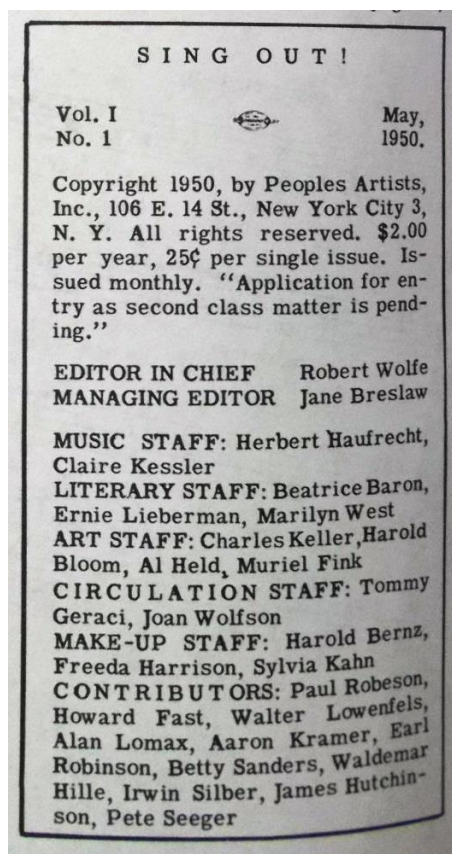 SING OUT!
Vol. I May,
No. 1 1950.
Copyright 1950, by Peoples Artists,
Inc., 106 E. 14 St., New York City 3,
N. Y. All rights reserved. $2.00
per year, 25¢ per single issue. Is-
sued monthly. “Application for en-
try as second class matter is pend-
ing.”
EDITOR IN CHIEF Robert Wolfe
MANAGING EDITOR Jane Breslaw
MUSIC STAFF: Herbert Haufrecht,
Claire Kessler
LITERARY STAFF: Beatrice Baron,
Ernie Lieberman, Marilyn West
ART STAFF: Charles Keller, Harold
Bloom, Al Held, Muriel Fink
CIRCULATION STAFF: Tommy
Geraci, Joan Wolfson
MAKE-UP STAFF: Harold Bernz,
Freeda Harrison, Sylvia Kahn
CONTRIBUTORS: Paul Robeson,
Howard Fast, Walter Lowenfels,
Alan Lomax, Aaron Kramer, Earl
Robinson, Betty Sanders, Waldemar
Hille, Irwin Silber, James Hutchin-
son, Pete Seeger